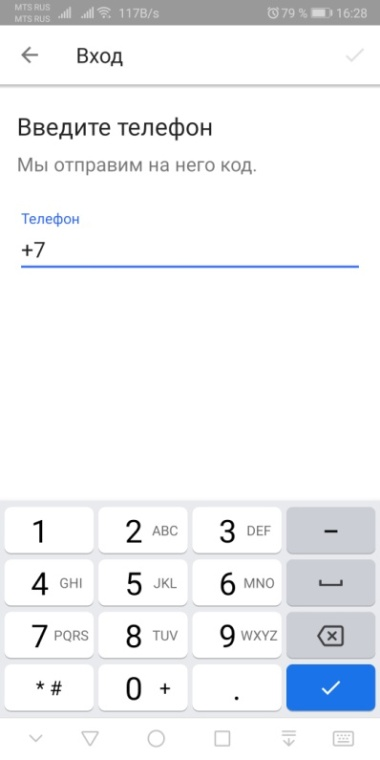 MTS RUS
MTS RUS
117B/s
79 %
16:28
Вход
Введите телефон
Мы отправим на него код.
Телефон
+7
1
2 ABC
3 DEF
–
4 GHI
5 JKL
6 MNO
7 PQRS
8 TUV
9 WXYZ
* #
0 +
.